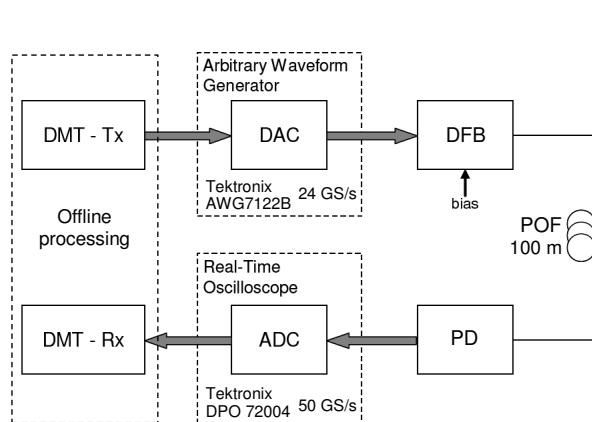 Arbitrary Waveform
Generator
DMT - Tx
DAC
DFB
Tektronix
AWG7122B
24 GS/s
bias
Offline
processing
POF
100 m
Real-Time
Oscilloscope
DMT - Rx
ADC
PD
Tektronix
DPO 72004
50 GS/s